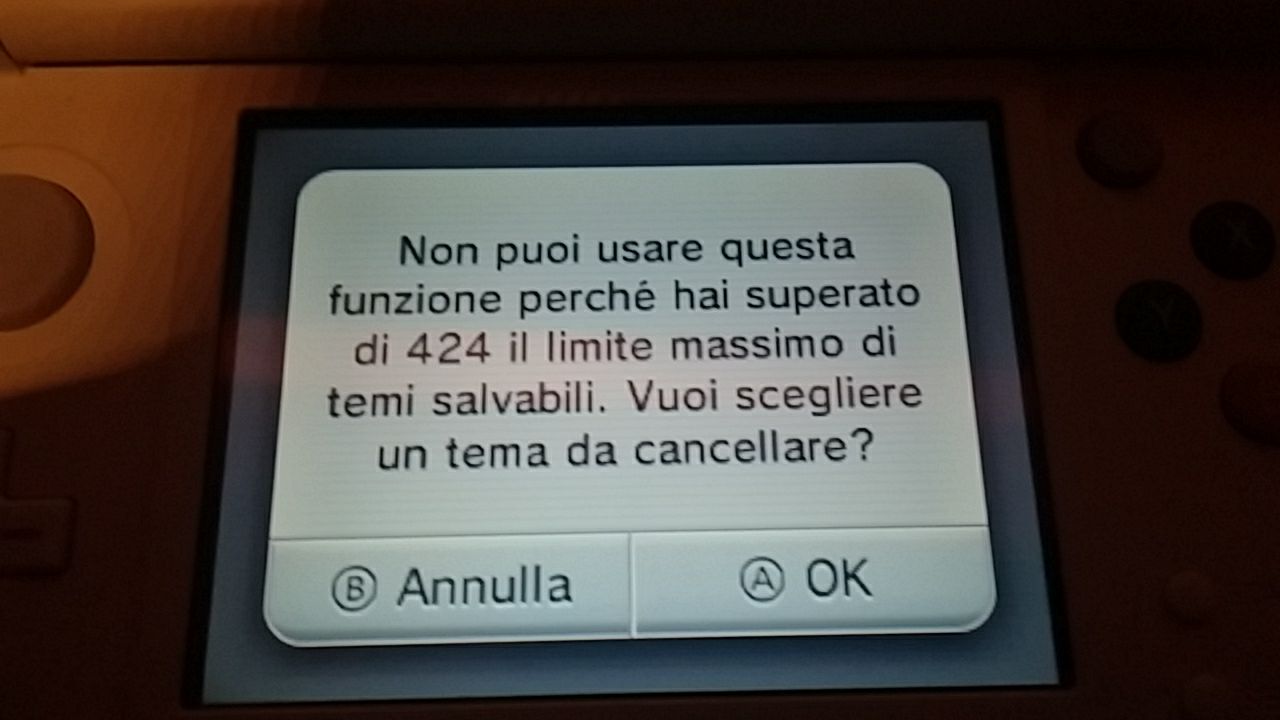 Non puoi usare questa
funzione perché hai superato
di 424 il limite massimo di
temi salvabili. Vuoi scegliere
un tema da cancellare?
Ⓑ Annulla
Ⓐ OK
X
Y